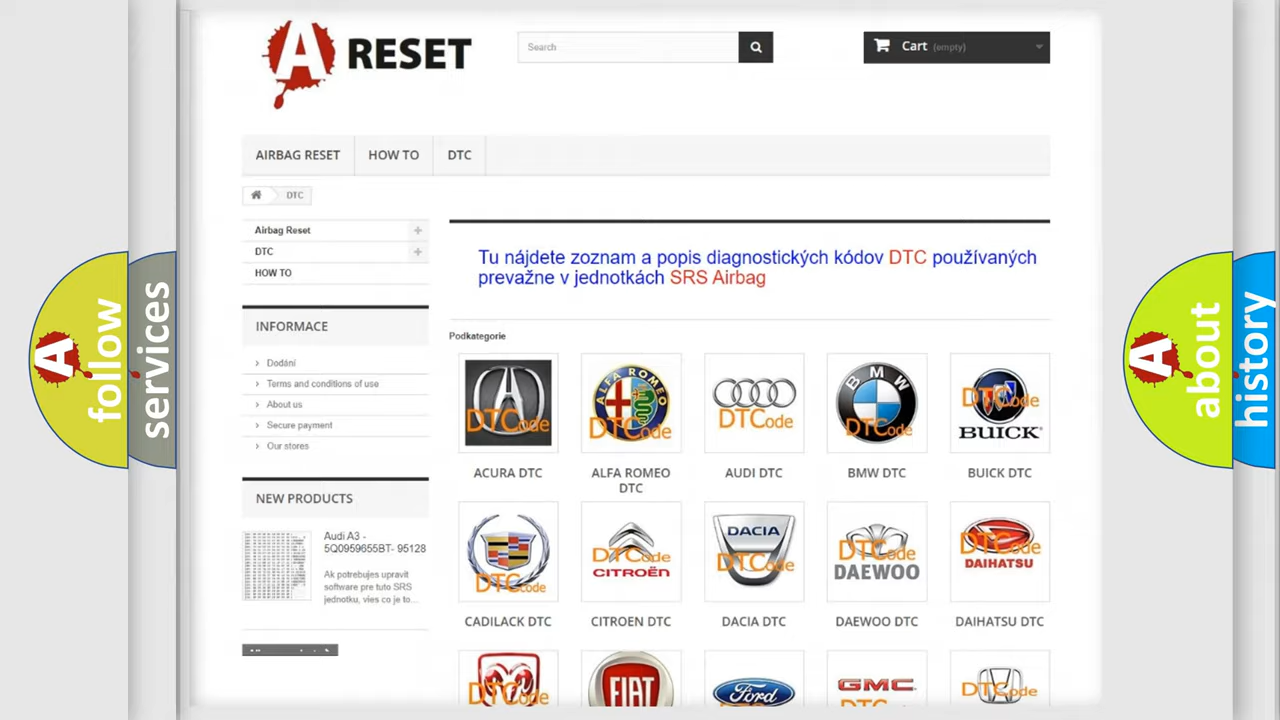 A RESET
Search
Cart (empty)
AIRBAG RESET
HOW TO
DTC
DTC
Airbag Reset
DTC
HOW TO
INFORMACE
Dodání
Terms and conditions of use
About us
Secure payment
Our stores
NEW PRODUCTS
Audi A3 -
5Q0959655BT- 95128
Ak potrebujes upravit
software pre tuto SRS
jednotku, vies co je to...
Tu nájdete zoznam a popis diagnostických kódov DTC používaných
prevažne v jednotkách SRS Airbag
Podkategorie
DTCode
ALFA ROMEO
DTCode
DTCode
BMW
DTCode
DTCode
BUICK
ACURA DTC
ALFA ROMEO
DTC
AUDI DTC
BMW DTC
BUICK DTC
DTCode
DTCode
CITROËN
DACIA
DTCode
DTCode
DAEWOO
DTCode
DAIHATSU
CADILACK DTC
CITROEN DTC
DACIA DTC
DAEWOO DTC
DAIHATSU DTC
DTCode
FIAT
Ford
GMC
DTCode
A follow
services
A about
history